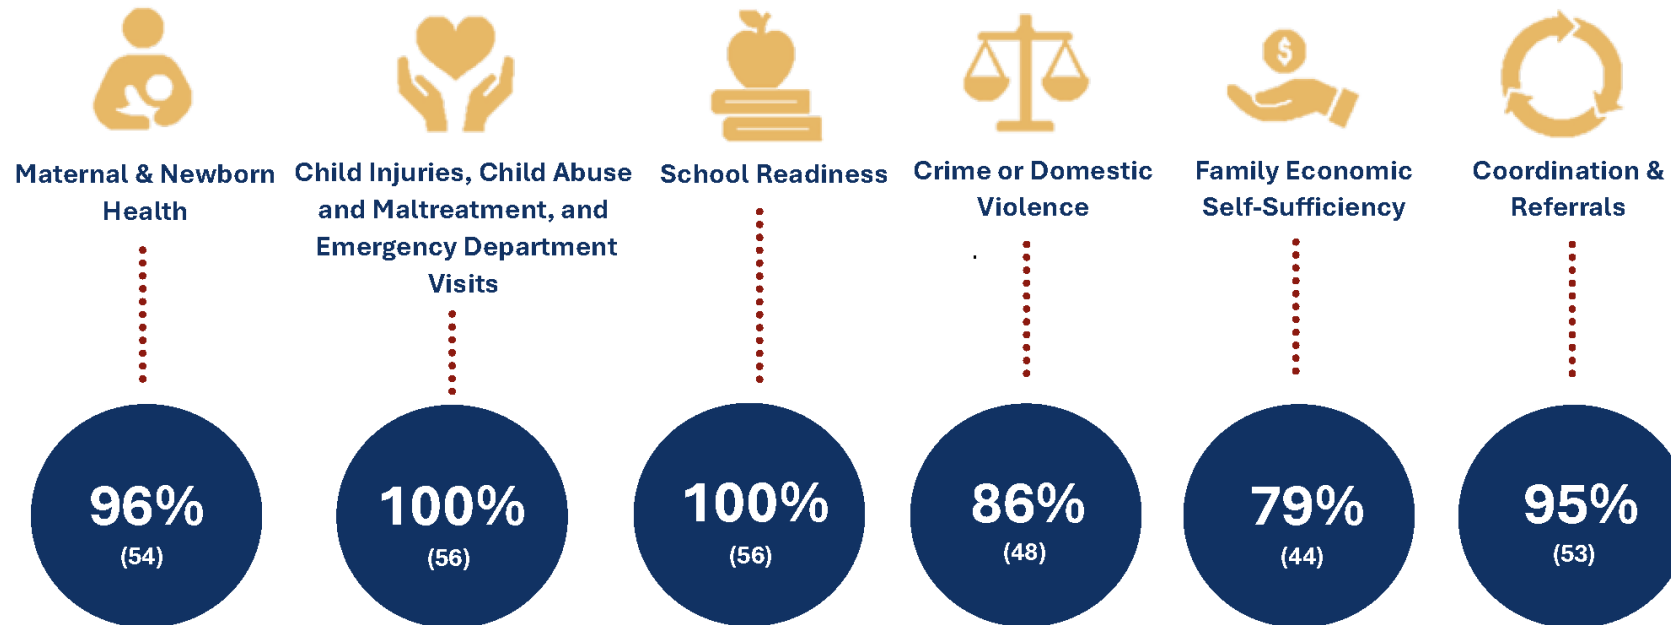 $
Maternal & Newborn
Health
Child Injuries, Child Abuse
and Maltreatment, and
Emergency Department
Visits
School Readiness
Crime or Domestic
Violence
Family Economic
Self-Sufficiency
Coordination &
Referrals
96%
(54)
100%
(56)
100%
(56)
86%
(48)
79%
(44)
95%
(53)